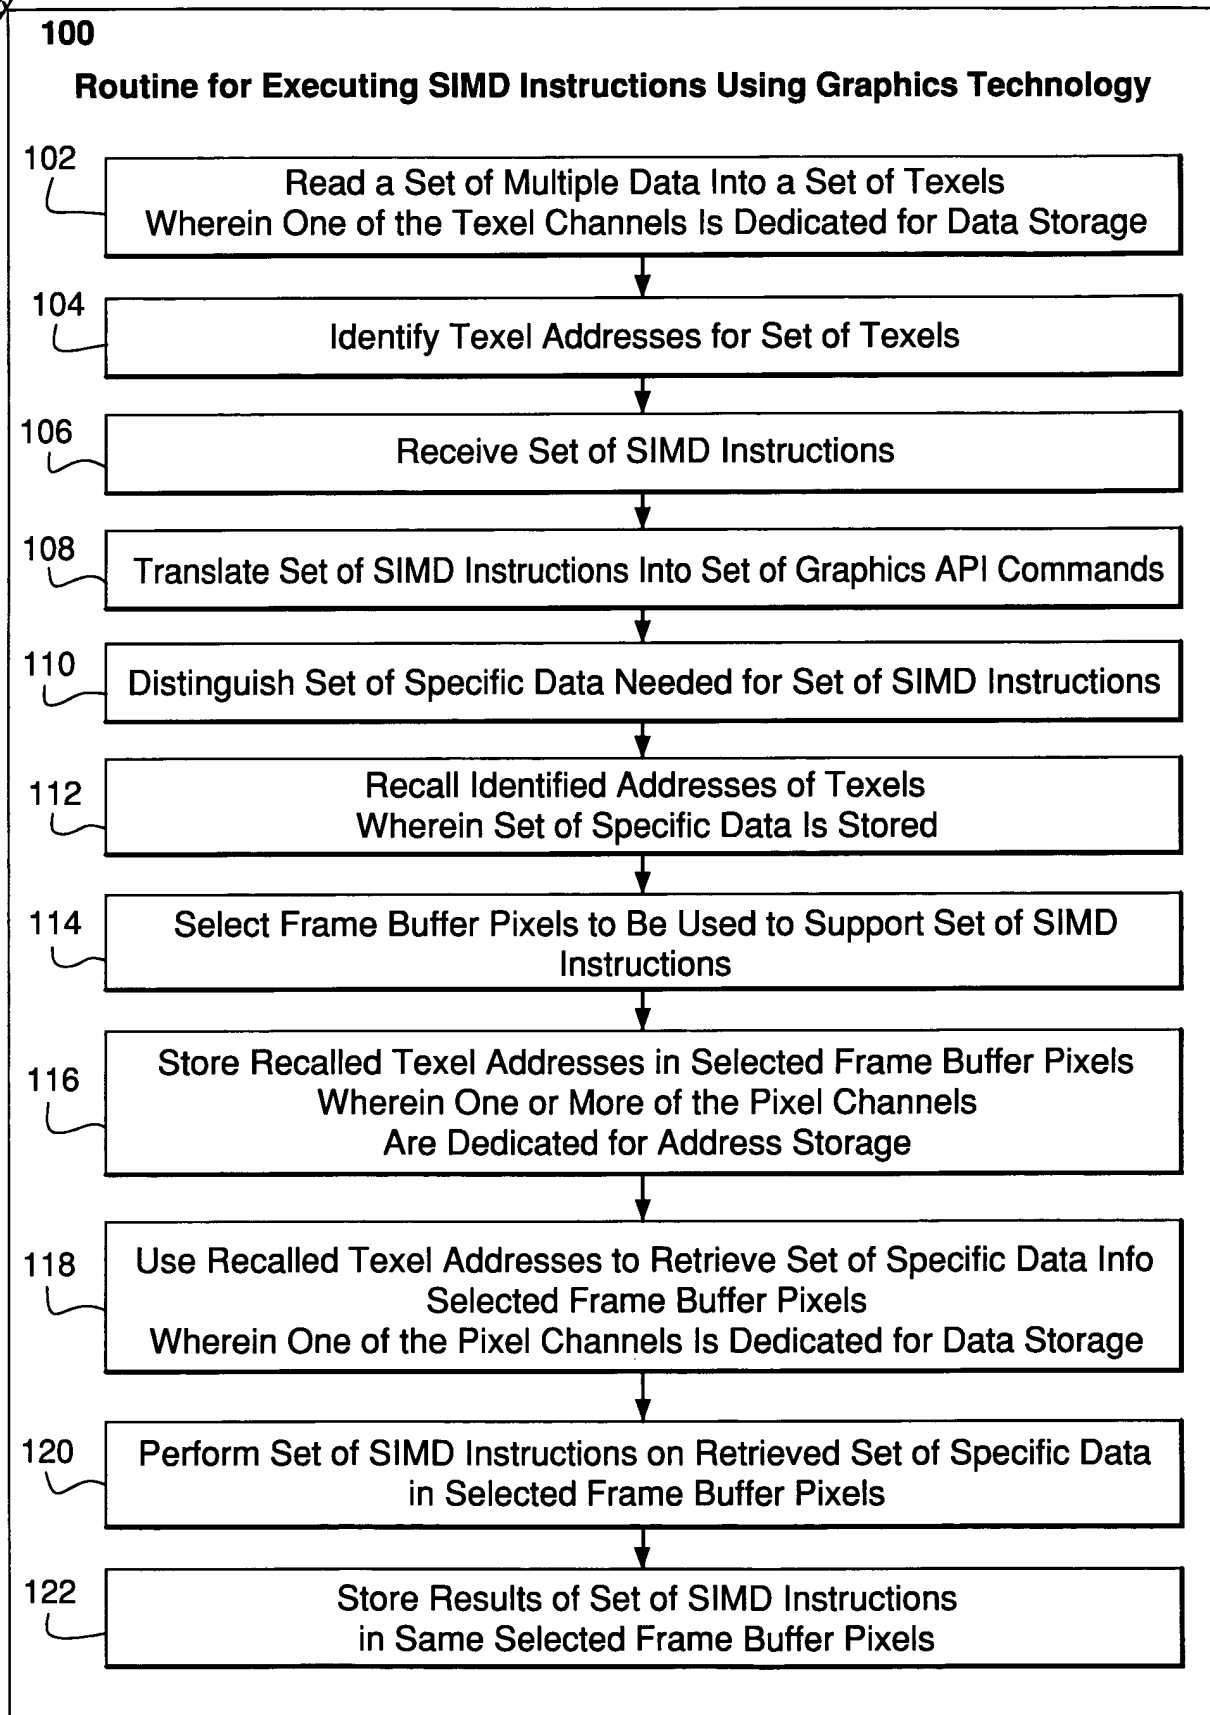 100
Routine for Executing SIMD Instructions Using Graphics Technology
102
Read a Set of Multiple Data Into a Set of Texels
Wherein One of the Texel Channels Is Dedicated for Data Storage
104
Identify Texel Addresses for Set of Texels
106
Receive Set of SIMD Instructions
108
Translate Set of SIMD Instructions Into Set of Graphics API Commands
110
Distinguish Set of Specific Data Needed for Set of SIMD Instructions
112
Recall Identified Addresses of Texels
Wherein Set of Specific Data Is Stored
114
Select Frame Buffer Pixels to Be Used to Support Set of SIMD
Instructions
116
Store Recalled Texel Addresses in Selected Frame Buffer Pixels
Wherein One or More of the Pixel Channels
Are Dedicated for Address Storage
118
Use Recalled Texel Addresses to Retrieve Set of Specific Data Info
Selected Frame Buffer Pixels
Wherein One of the Pixel Channels Is Dedicated for Data Storage
120
Perform Set of SIMD Instructions on Retrieved Set of Specific Data
in Selected Frame Buffer Pixels
122
Store Results of Set of SIMD Instructions
in Same Selected Frame Buffer Pixels